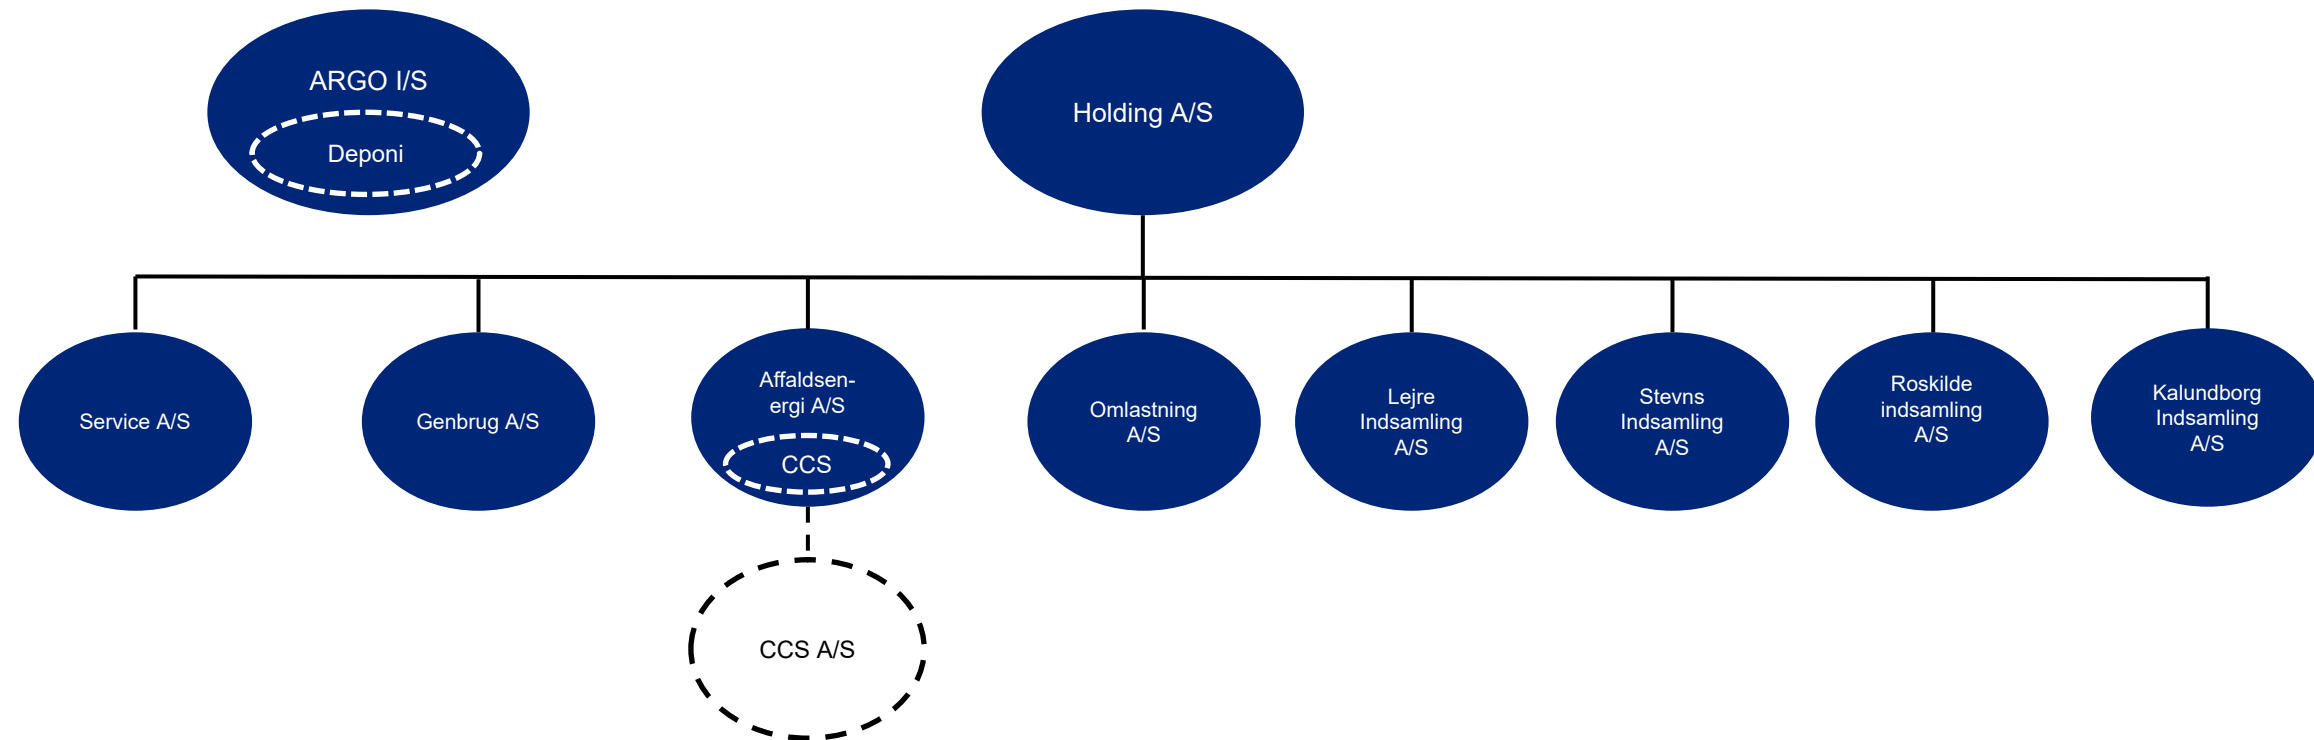 ARGO I/S
Deponi
Holding A/S
Service A/S
Genbrug A/S
Affaldsen-
ergi A/S
CCS
Omlastning
A/S
Lejre
Indsamling
A/S
Stevns
Indsamling
A/S
Roskilde
indsamling
A/S
Kalundborg
Indsamling
A/S
CCS A/S